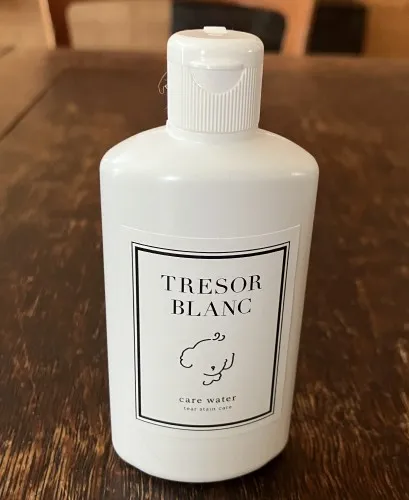 TRESOR
BLANC
care water
tear stain care